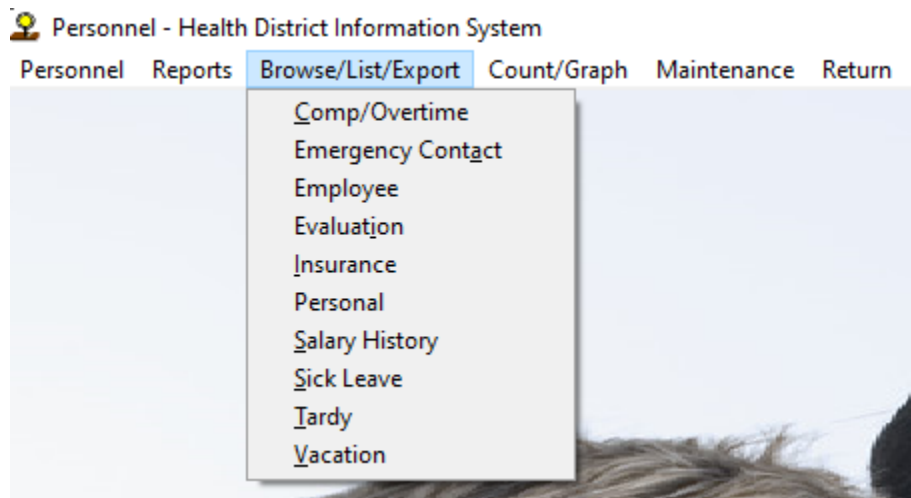 Personnel - Health District Information System
Personnel Reports Browse/List/Export Count/Graph Maintenance Return
Comp/Overtime
Emergency Contact
Employee
Evaluation
Insurance
Personal
Salary History
Sick Leave
Tardy
Vacation